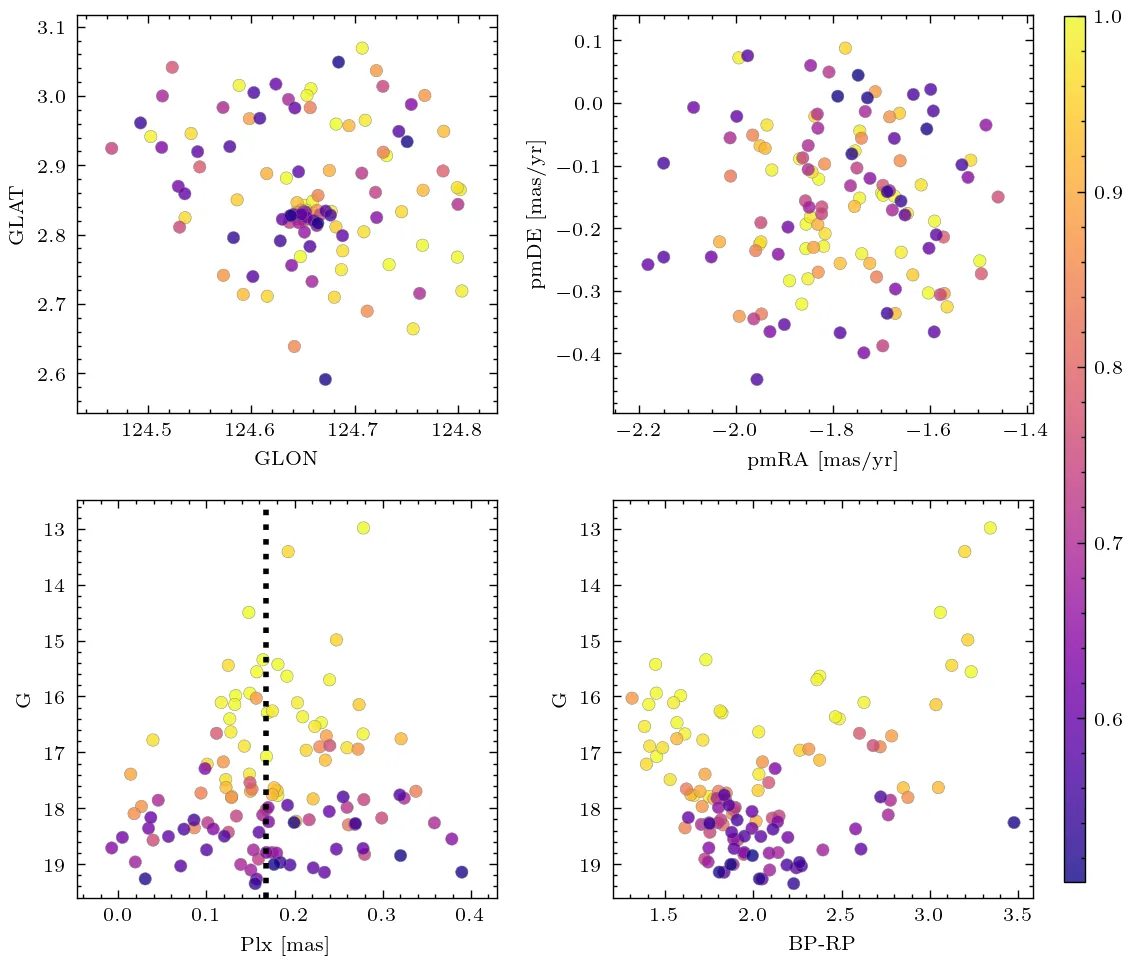 3.1
3.0
2.9
2.8
2.7
2.6
GLAT
124.5 124.6 124.7 124.8
GLON
0.1
0.0
−0.1
−0.2
−0.3
−0.4
pmDE [mas/yr]
−2.2 −2.0 −1.8 −1.6 −1.4
pmRA [mas/yr]
13
14
15
16
17
18
19
G
0.0 0.1 0.2 0.3 0.4
Plx [mas]
13
14
15
16
17
18
19
G
1.5 2.0 2.5 3.0 3.5
BP-RP
1.0
0.9
0.8
0.7
0.6